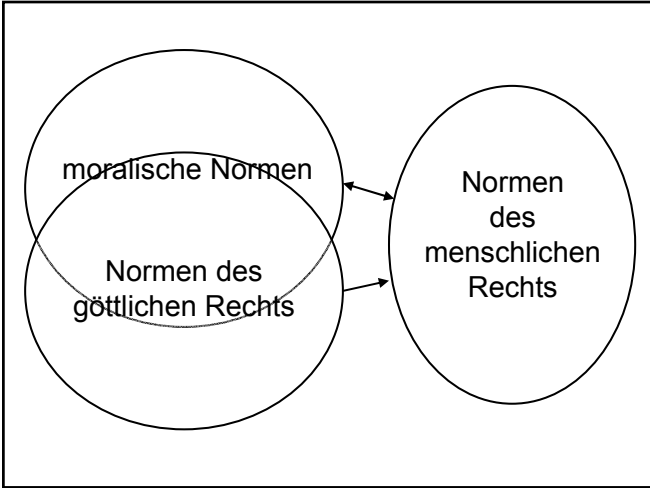 moralische Normen
Normen des
göttlichen Rechts
Normen
des
menschlichen
Rechts